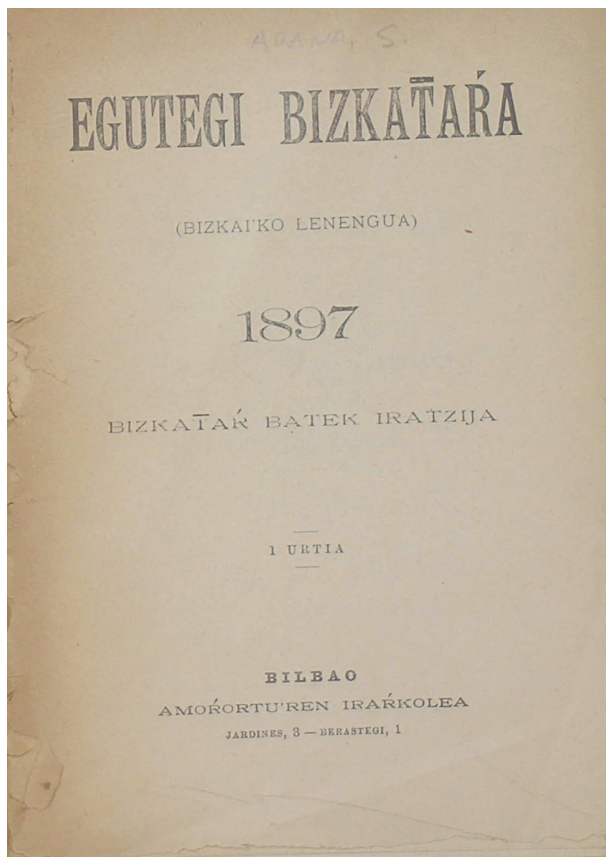 ARANA, S.
EGUTEGI BIZKAT̄AŔA
(BIZKAI'KO LENENGUA)
1897
BIZKAT̄AŔ BATEK IRATZIJA
1 URTIA
BILBAO
AMOŔORTU'REN IRAŔKOLEA
JARDINES, 3 — BERASTEGI, 1